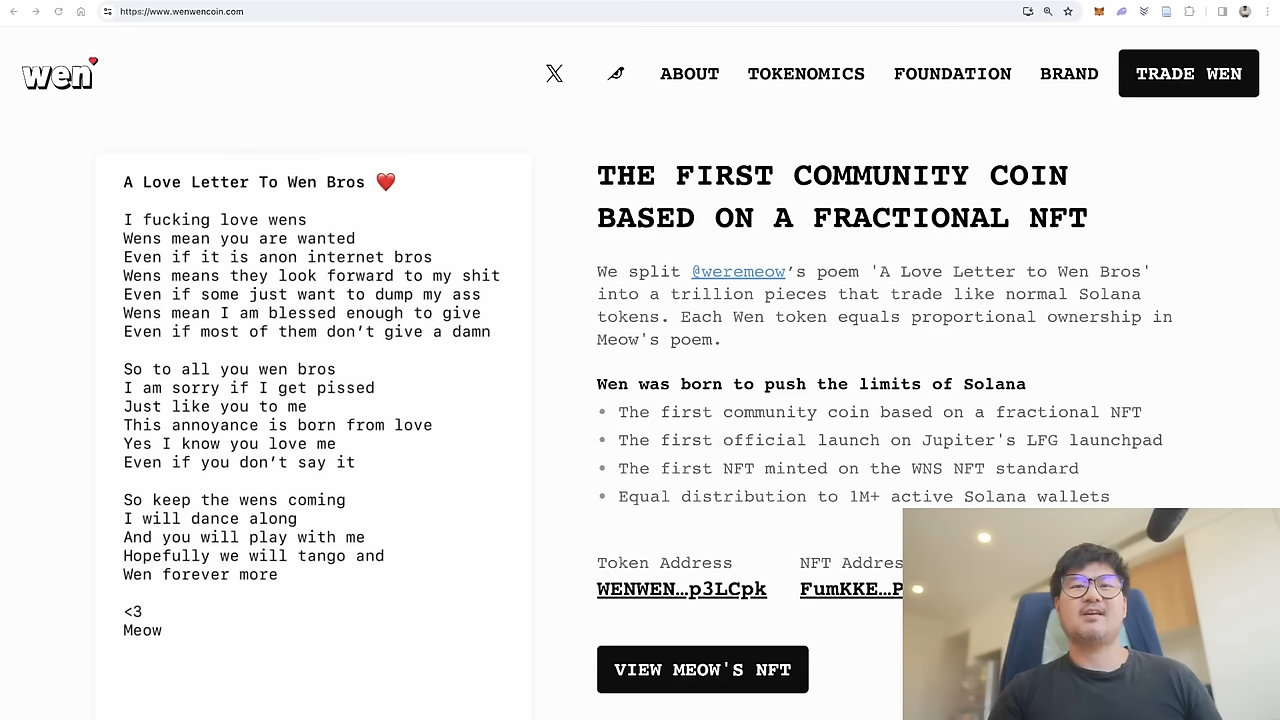 https://www.wenwencoin.com
wen
ABOUT TOKENOMICS FOUNDATION BRAND TRADE WEN
A Love Letter To Wen Bros ❤️
I fucking love wens
Wens mean you are wanted
Even if it is anon internet bros
Wens means they look forward to my shit
Even if some just want to dump my ass
Wens mean I am blessed enough to give
Even if most of them don’t give a damn
So to all you wen bros
I am sorry if I get pissed
Just like you to me
This annoyance is born from love
Yes I know you love me
Even if you don’t say it
So keep the wens coming
I will dance along
And you will play with me
Hopefully we will tango and
Wen forever more
<3
Meow
THE FIRST COMMUNITY COIN
BASED ON A FRACTIONAL NFT
We split @weremeow’s poem 'A Love Letter to Wen Bros'
into a trillion pieces that trade like normal Solana
tokens. Each Wen token equals proportional ownership in
Meow's poem.
Wen was born to push the limits of Solana
• The first community coin based on a fractional NFT
• The first official launch on Jupiter's LFG launchpad
• The first NFT minted on the WNS NFT standard
• Equal distribution to 1M+ active Solana wallets
Token Address NFT Addres
WENWEN…p3LCpk FumKKE…P
VIEW MEOW'S NFT